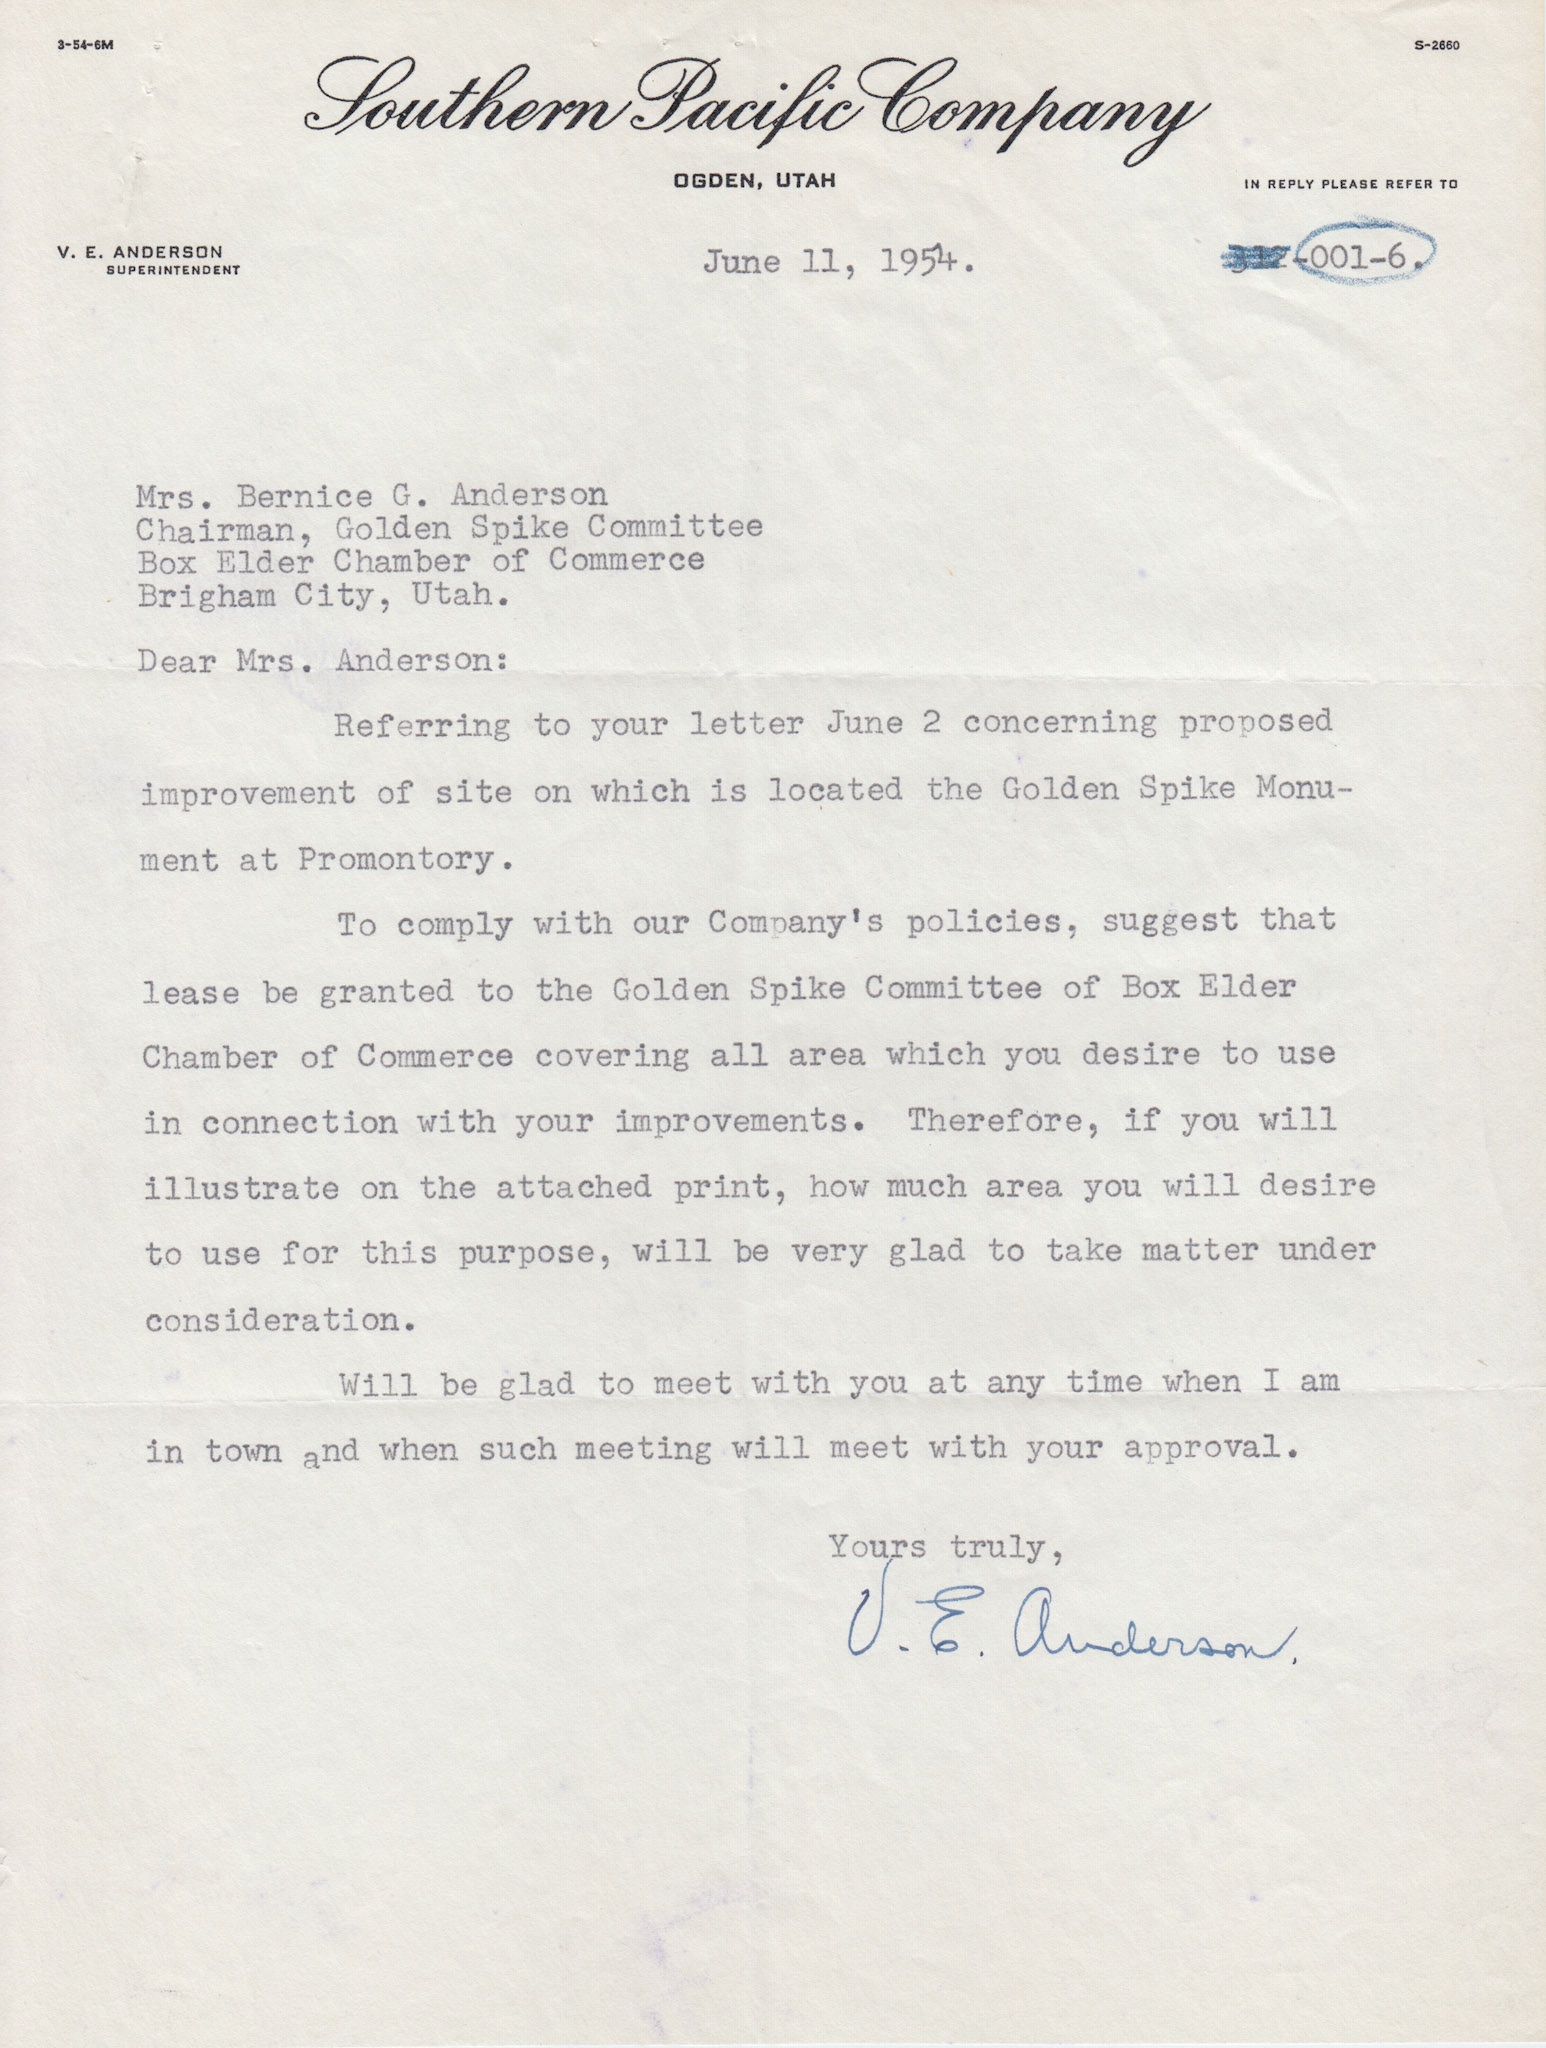 3-54-6M
S-2660
Southern Pacific Company
OGDEN, UTAH
IN REPLY PLEASE REFER TO
V. E. ANDERSON
SUPERINTENDENT
June 11, 1954.
-001-6.
Mrs. Bernice G. Anderson
Chairman, Golden Spike Committee
Box Elder Chamber of Commerce
Brigham City, Utah.
Dear Mrs. Anderson:
Referring to your letter June 2 concerning proposed
improvement of site on which is located the Golden Spike Monu-
ment at Promontory.
To comply with our Company's policies, suggest that
lease be granted to the Golden Spike Committee of Box Elder
Chamber of Commerce covering all area which you desire to use
in connection with your improvements. Therefore, if you will
illustrate on the attached print, how much area you will desire
to use for this purpose, will be very glad to take matter under
consideration.
Will be glad to meet with you at any time when I am
in town and when such meeting will meet with your approval.
Yours truly,
V. E. Anderson.